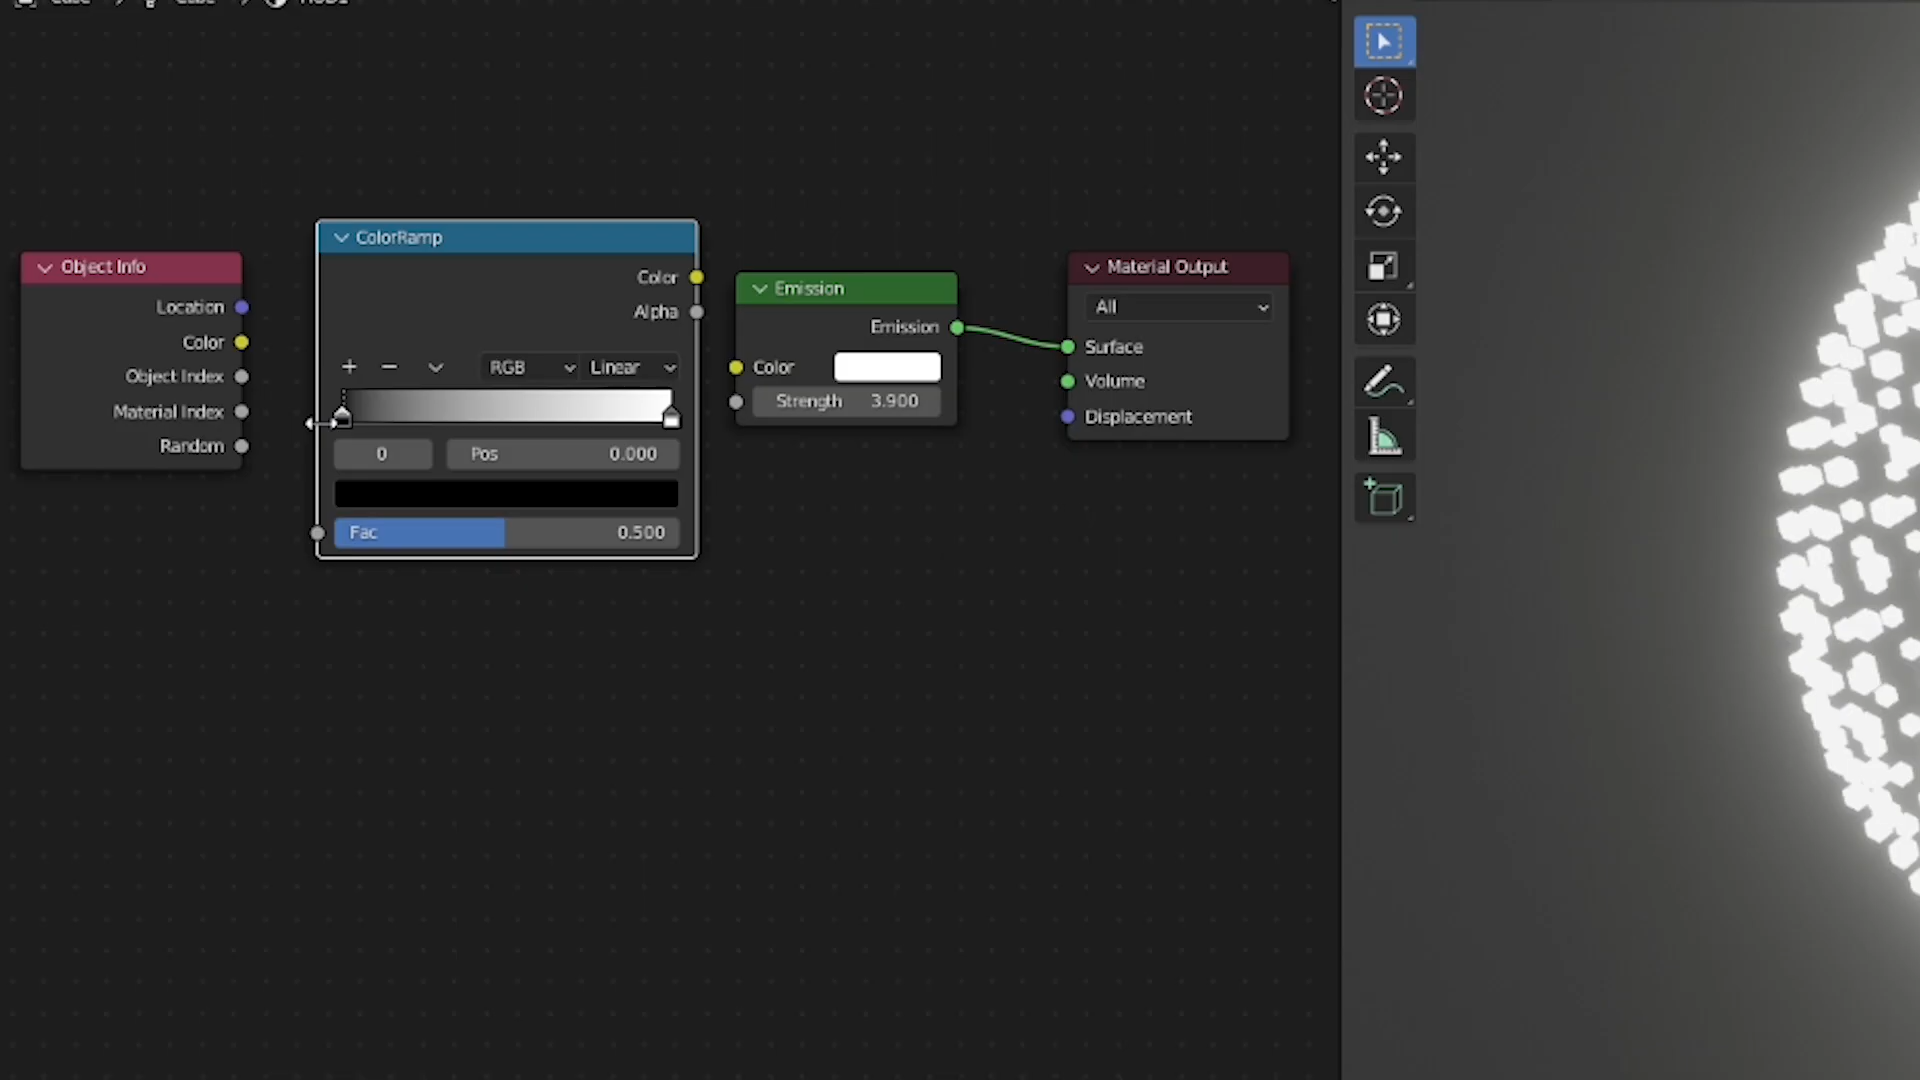 Object Info
Location
Color
Object Index
Material Index
Random
ColorRamp
Color
Alpha
RGB
Linear
0
Pos 0.000
Fac 0.500
Emission
Emission
Color
Strength 3.900
Material Output
All
Surface
Volume
Displacement